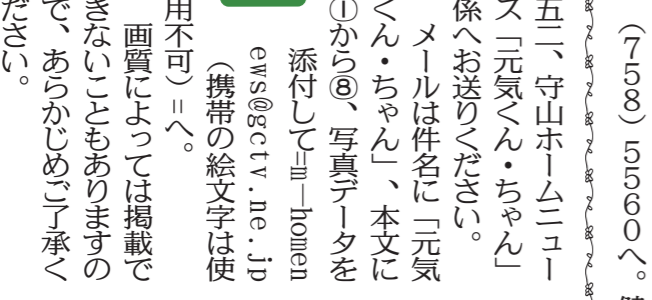 (758)5560へ。
五二、守山ホームニュー
ス「元気くん・ちゃん」
係へお送りください。
メールは件名に「元気
くん・ちゃん」、本文に
①から⑧、写真データを
添付して=m―homen
ews@gctv.ne.jp
(携帯の絵文字は使
用不可)=へ。
画質によっては掲載で
きないこともありますの
で、あらかじめご了承く
ださい。